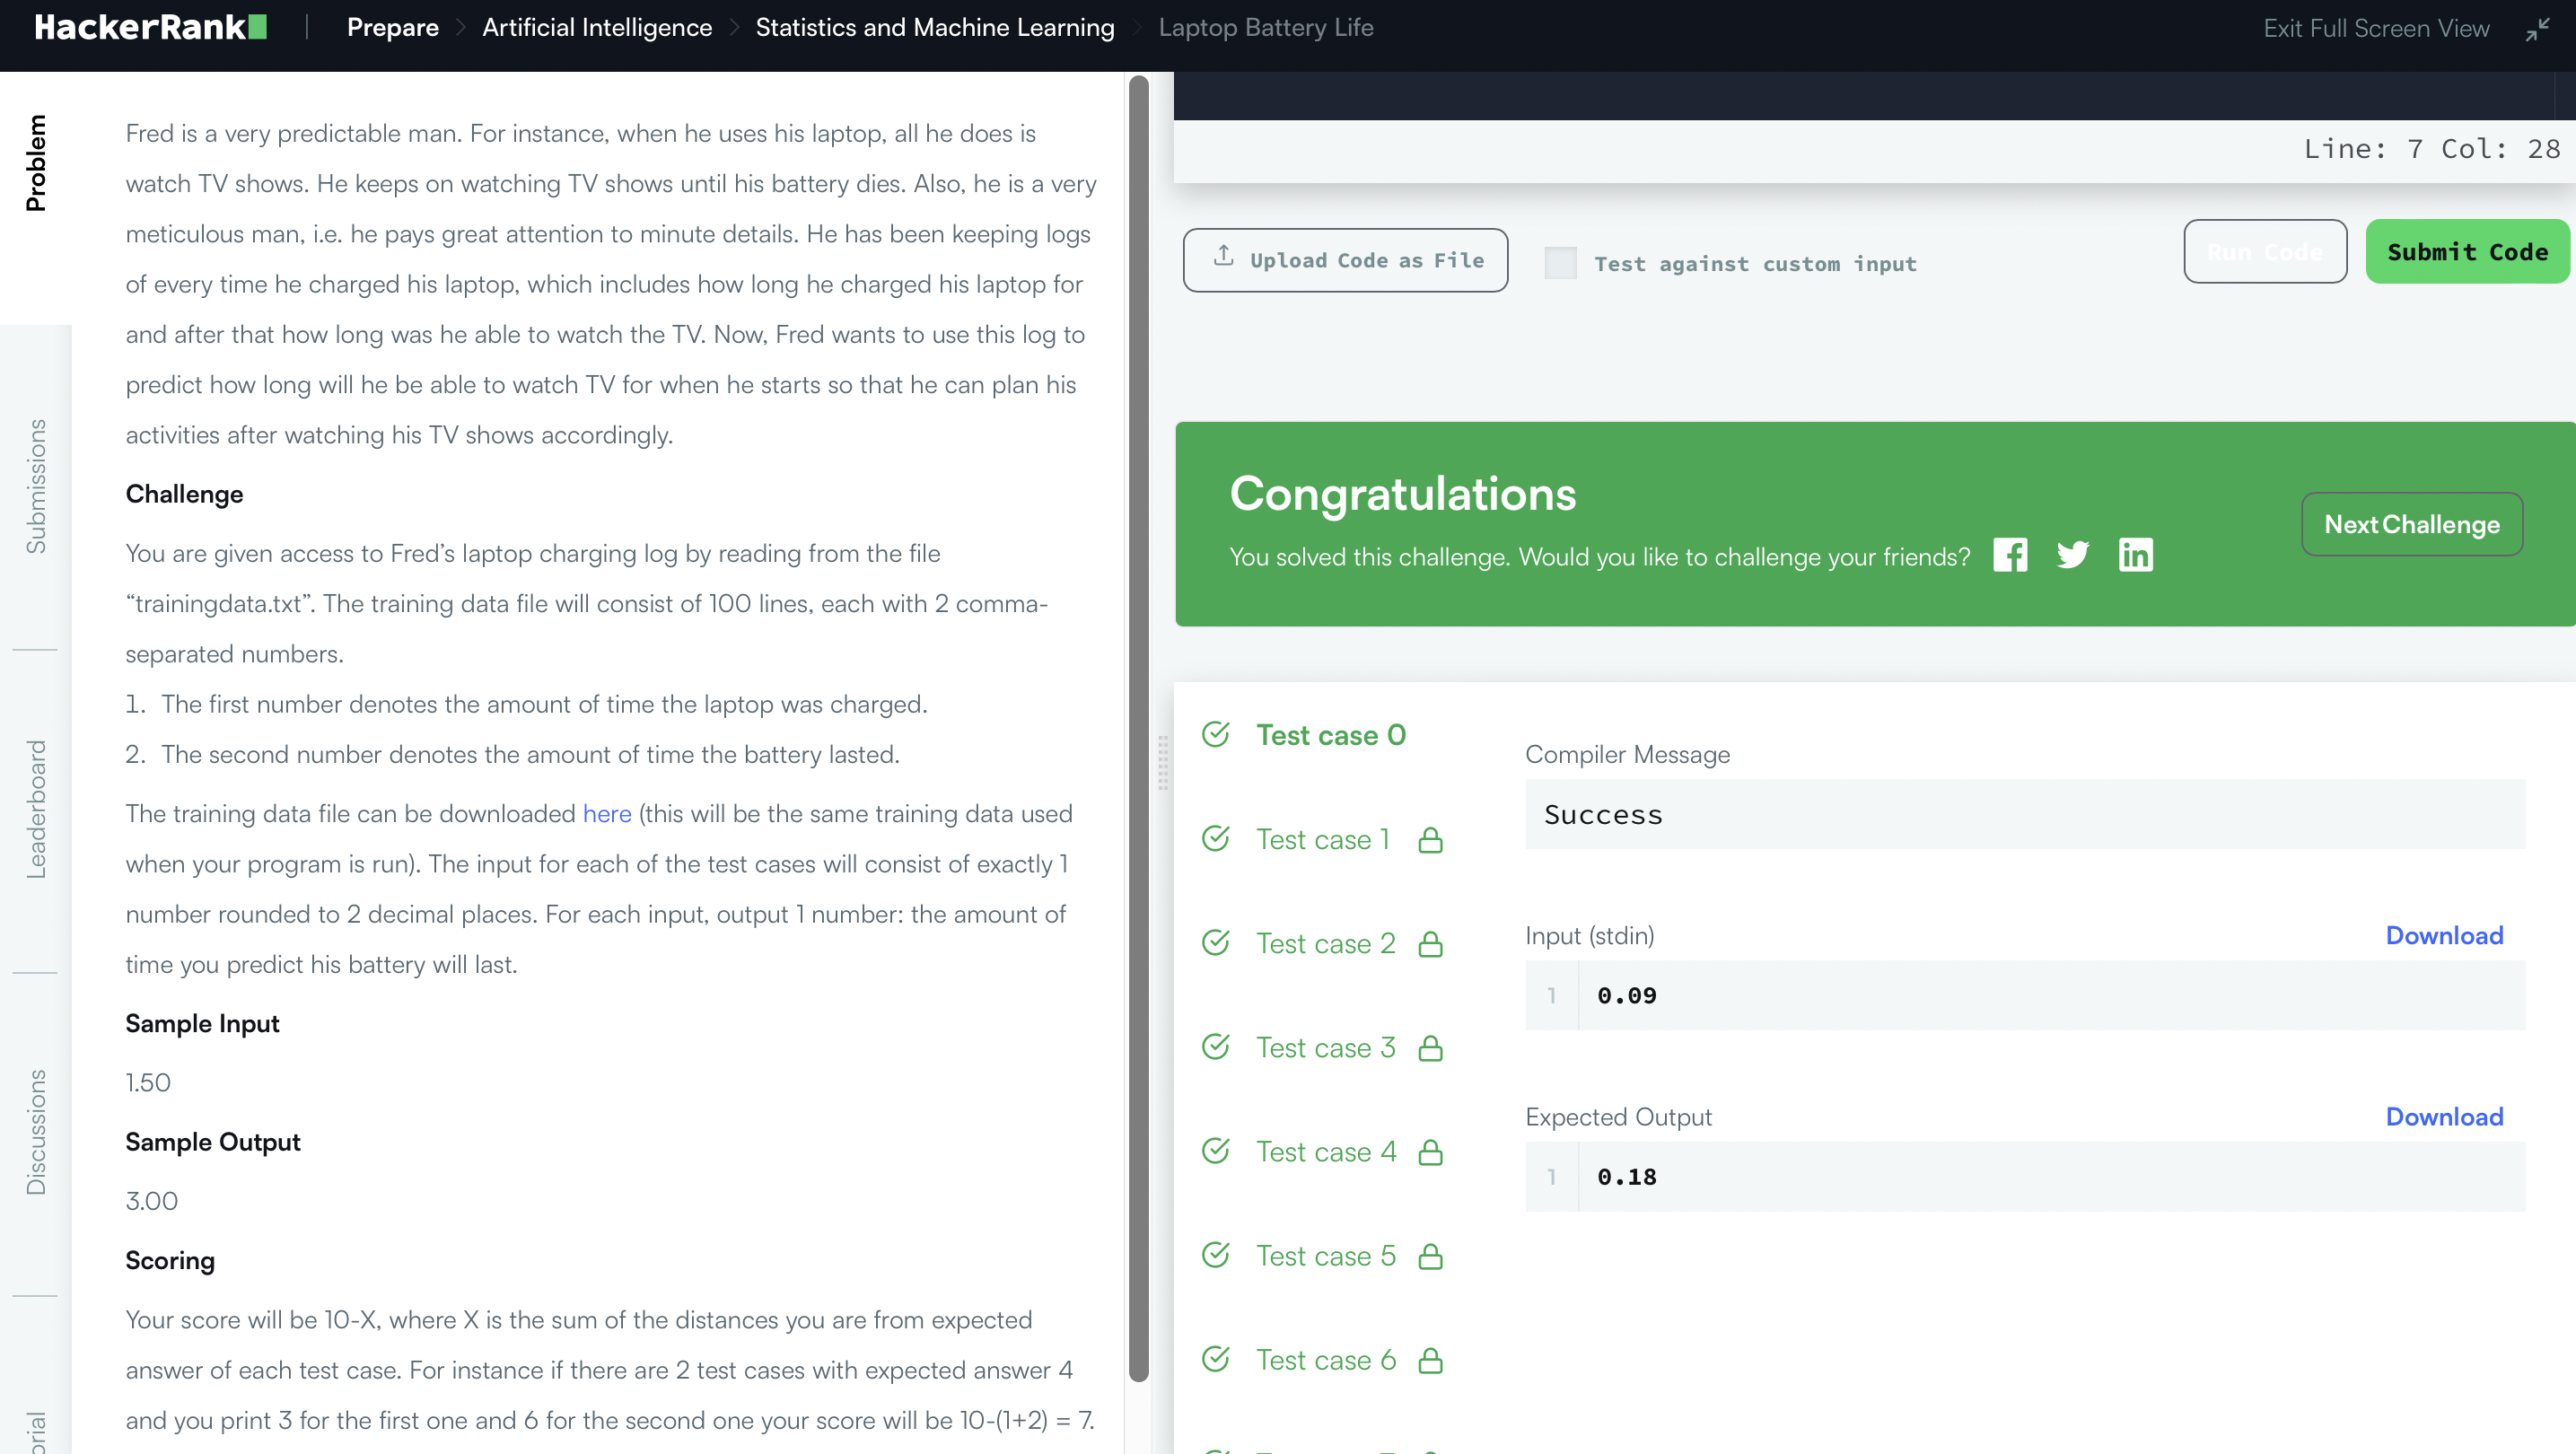 HackerRank
Prepare
Artificial Intelligence
Statistics and Machine Learning
Laptop Battery Life
Exit Full Screen View
Problem
Submissions
Leaderboard
Discussions
orial
Fred is a very predictable man. For instance, when he uses his laptop, all he does is
watch TV shows. He keeps on watching TV shows until his battery dies. Also, he is a very
meticulous man, i.e. he pays great attention to minute details. He has been keeping logs
of every time he charged his laptop, which includes how long he charged his laptop for
and after that how long was he able to watch the TV. Now, Fred wants to use this log to
predict how long will he be able to watch TV for when he starts so that he can plan his
activities after watching his TV shows accordingly.
Challenge
You are given access to Fred’s laptop charging log by reading from the file
“trainingdata.txt”. The training data file will consist of 100 lines, each with 2 comma-
separated numbers.
1. The first number denotes the amount of time the laptop was charged.
2. The second number denotes the amount of time the battery lasted.
The training data file can be downloaded here (this will be the same training data used
when your program is run). The input for each of the test cases will consist of exactly 1
number rounded to 2 decimal places. For each input, output 1 number: the amount of
time you predict his battery will last.
Sample Input
1.50
Sample Output
3.00
Scoring
Your score will be 10-X, where X is the sum of the distances you are from expected
answer of each test case. For instance if there are 2 test cases with expected answer 4
and you print 3 for the first one and 6 for the second one your score will be 10-(1+2) = 7.
Line: 7 Col: 28
Upload Code as File
Test against custom input
Run Code
Submit Code
Congratulations
You solved this challenge. Would you like to challenge your friends?
Next Challenge
Test case 0
Test case 1
Test case 2
Test case 3
Test case 4
Test case 5
Test case 6
Compiler Message
Success
Input (stdin)
Download
1
0.09
Expected Output
Download
1
0.18